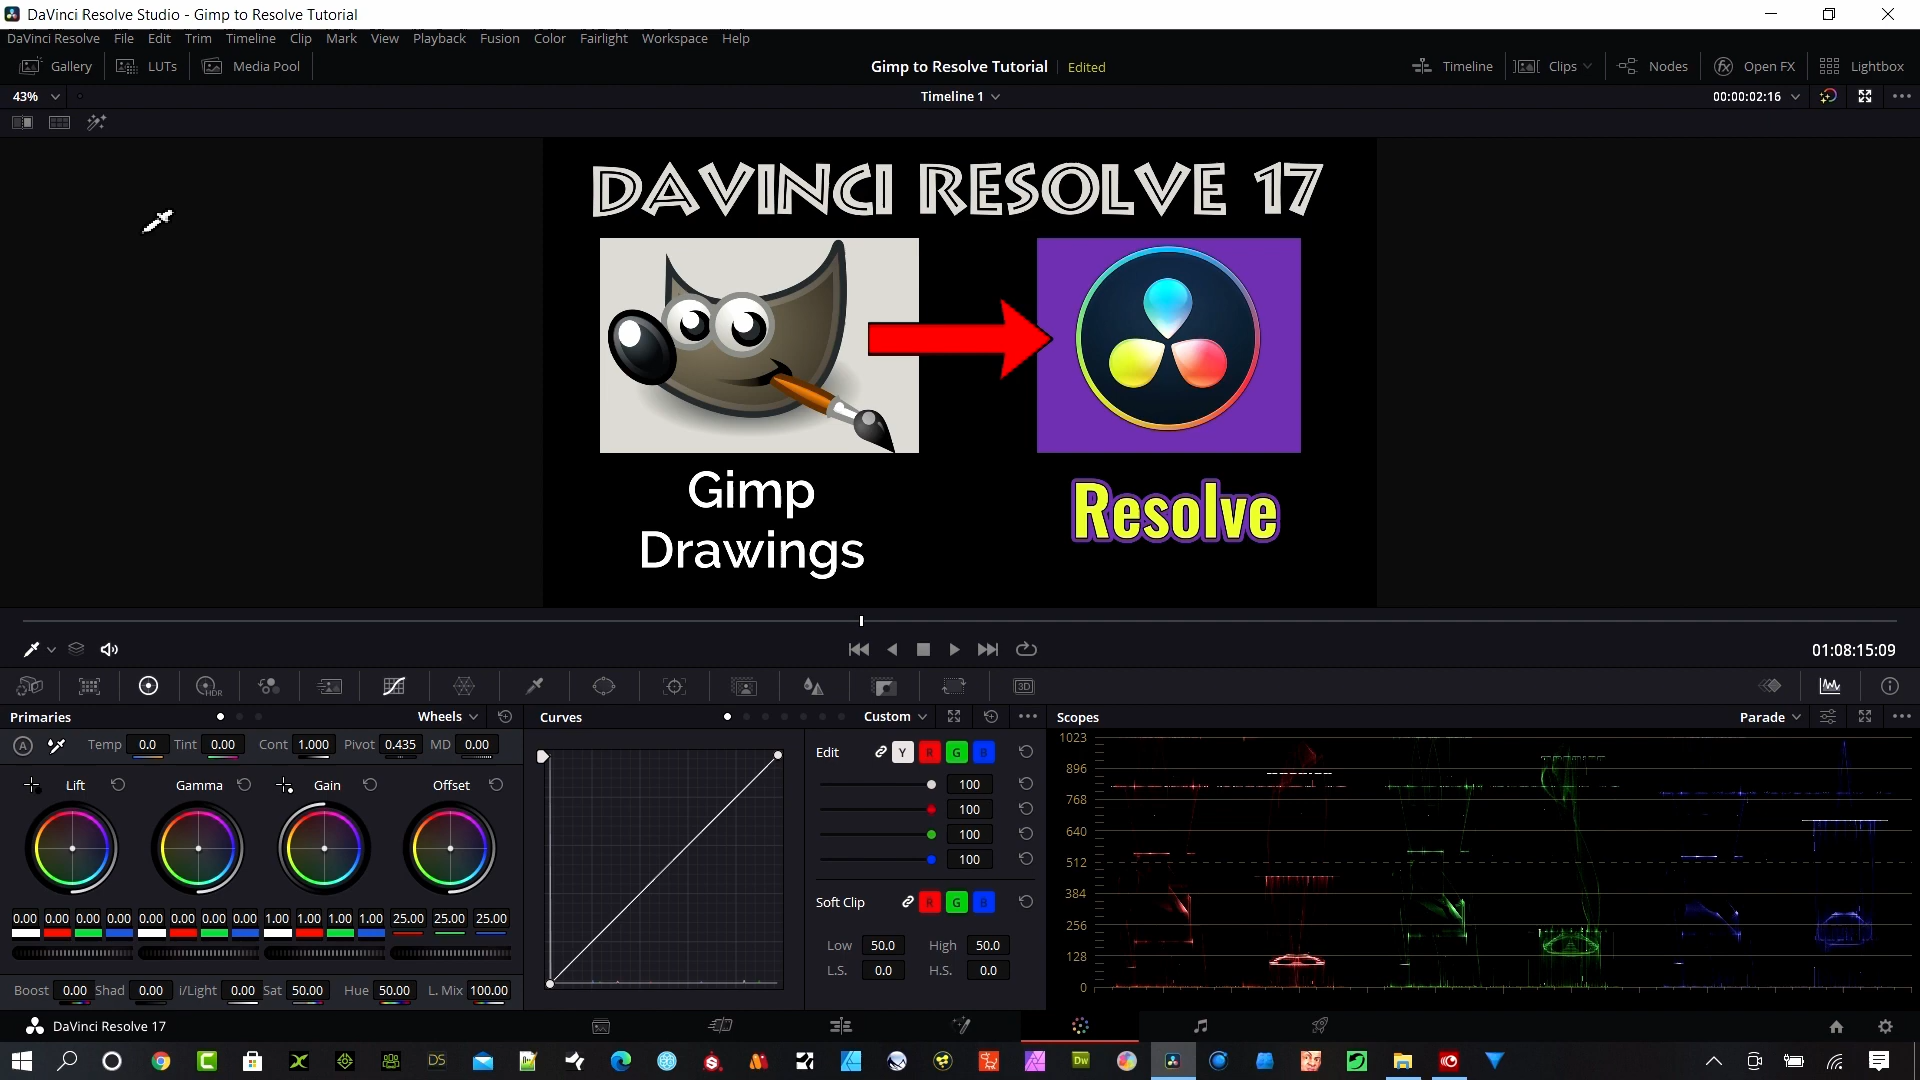 DaVinci Resolve Studio - Gimp to Resolve Tutorial
DaVinci Resolve File Edit Trim Timeline Clip Mark View Playback Fusion Color Fairlight Workspace Help
Gallery LUTs Media Pool Gimp to Resolve Tutorial Edited Timeline Clips Nodes Open FX Lightbox
43% Timeline 1 00:00:02:16
DAVINCI RESOLVE 17
Gimp
Drawings
Resolve
01:08:15:09
HDR 3D
Primaries Wheels Curves Custom Scopes Parade
A Temp 0.0 Tint 0.00 Cont 1.000 Pivot 0.435 MD 0.00
Lift Gamma Gain Offset
0.00 0.00 0.00 0.00 0.00 0.00 0.00 0.00 1.00 1.00 1.00 1.00 25.00 25.00 25.00
Boost 0.00 Shad 0.00 i/Light 0.00 Sat 50.00 Hue 50.00 L. Mix 100.00
Edit Y R G B
100
100
100
100
Soft Clip R G B
Low 50.0 High 50.0
L.S. 0.0 H.S. 0.0
1023
896
768
640
512
384
256
128
0
DaVinci Resolve 17
DS Dw